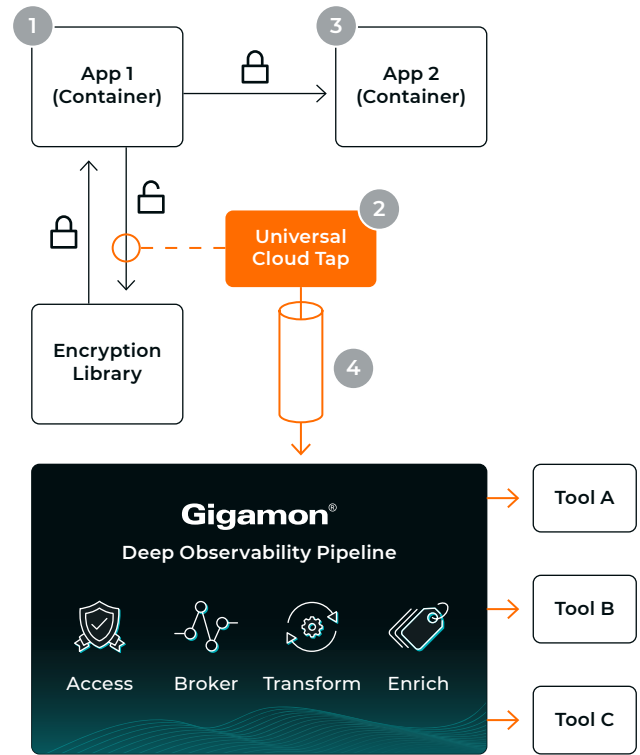 1
3
App 1
(Container)
App 2
(Container)
2
Universal
Cloud Tap
Encryption
Library
4
Gigamon®
Deep Observability Pipeline
Access
Broker
Transform
Enrich
Tool A
Tool B
Tool C